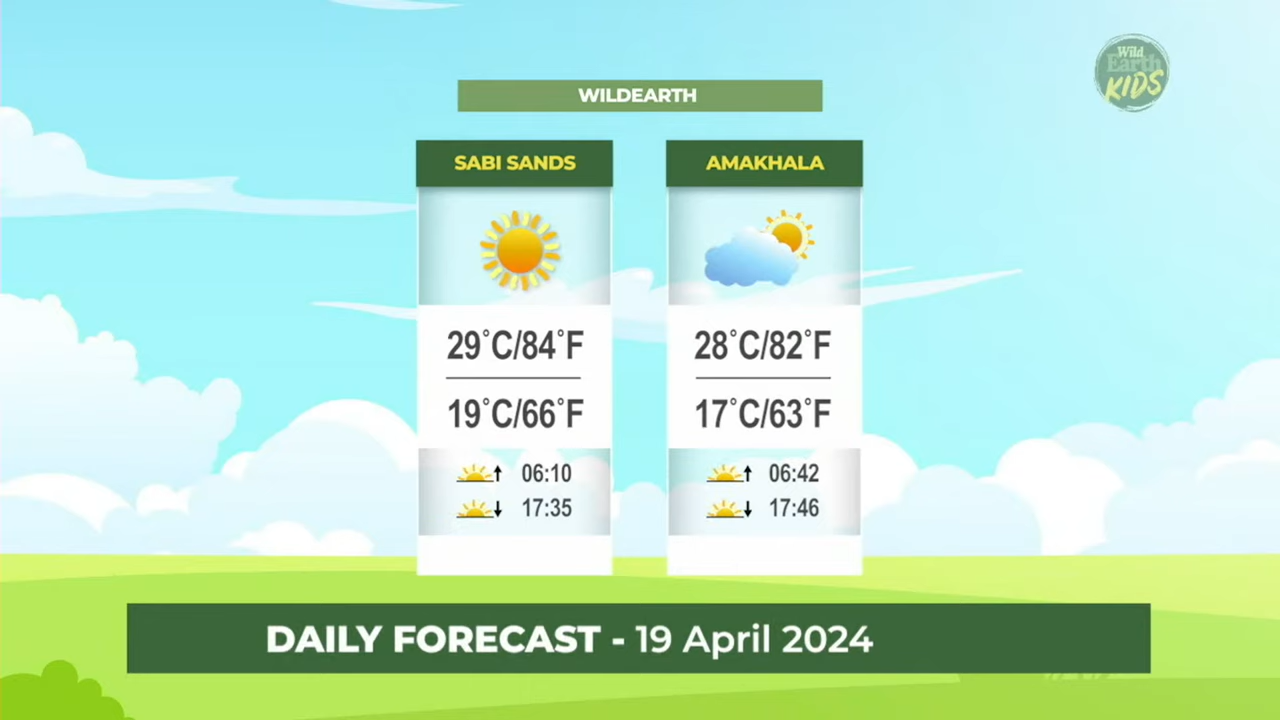 Wild
Earth
KIDS
WILDEARTH
SABI SANDS
29°C/84°F
19°C/66°F
06:10
17:35
AMAKHALA
28°C/82°F
17°C/63°F
06:42
17:46
DAILY FORECAST - 19 April 2024